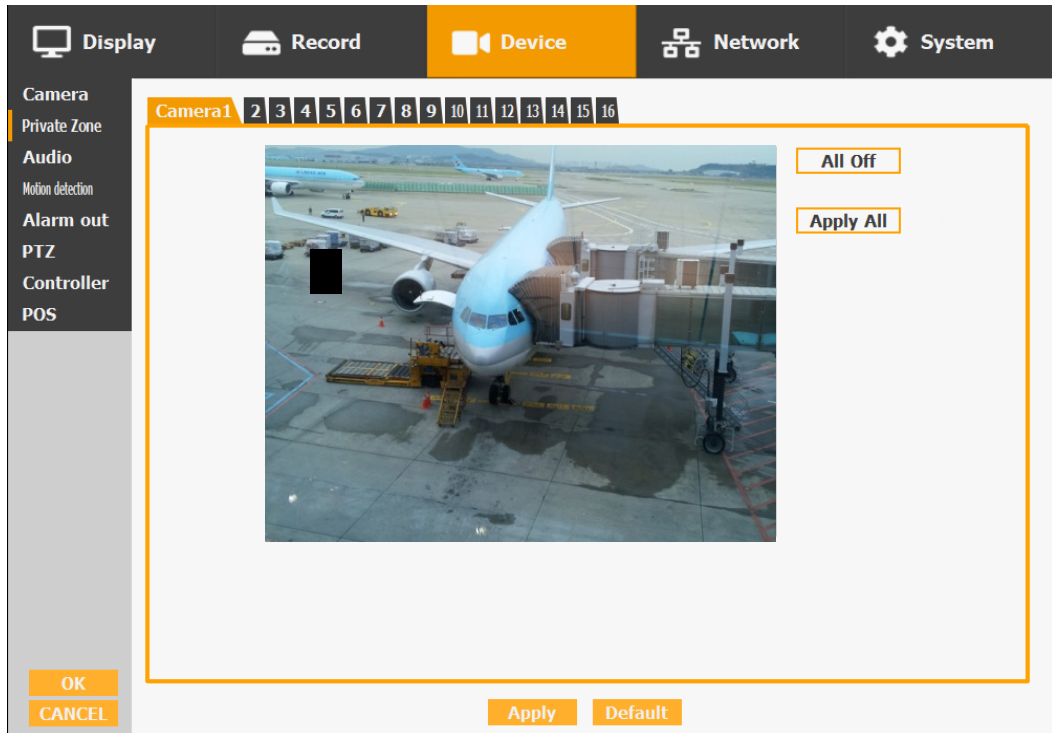 Display Record Device Network System
Camera
Private Zone
Audio
Motion detection
Alarm out
PTZ
Controller
POS
OK
CANCEL
Camera1 2 3 4 5 6 7 8 9 10 11 12 13 14 15 16
All Off
Apply All
Apply Default